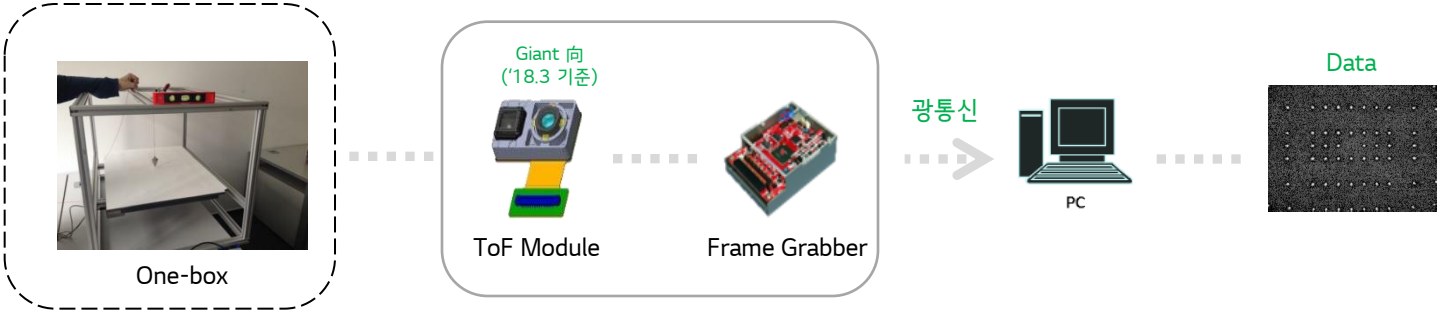 One-box
Giant 向
('18.3 기준)
ToF Module
Frame Grabber
광통신
PC
Data